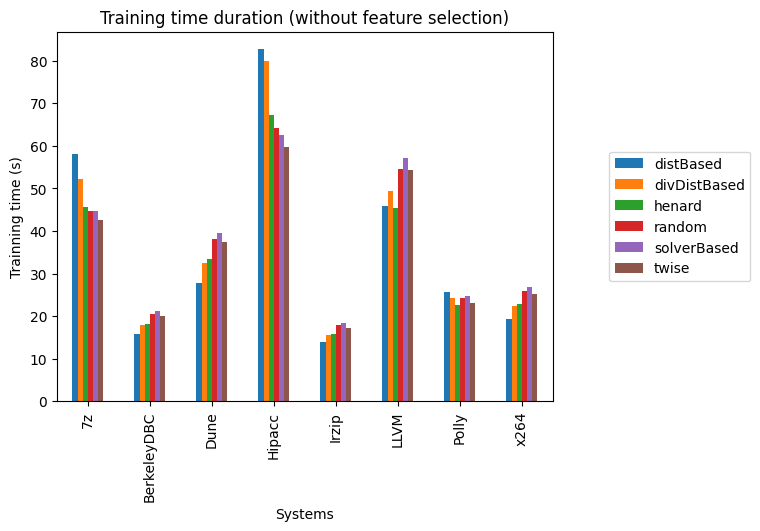 Training time duration (without feature selection)
Trainning time (s)
80
70
60
50
40
30
20
10
0
7z
BerkeleyDBC
Dune
Hipacc
lrzip
LLVM
Polly
x264
Systems
distBased
divDistBased
henard
random
solverBased
twise